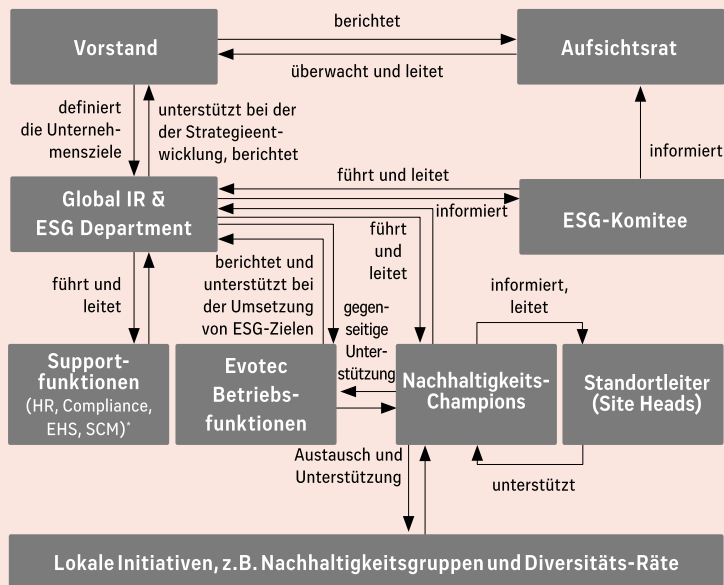 berichtet
Vorstand
Aufsichtsrat
überwacht und leitet
definiert
die Unterneh-
mensziele
unterstützt bei der
der Strategieent-
wicklung, berichtet
informiert
führt und leitet
Global IR &
ESG Department
ESG-Komitee
informiert
führt und
leitet
berichtet und
unterstützt bei
der Umsetzung
von ESG-Zielen
führt
und
leitet
gegen-
seitige
Unter-
stützung
informiert,
leitet
Support-
funktionen
(HR, Compliance,
EHS, SCM)*
Evotec
Betriebs-
funktionen
Nachhaltigkeits-
Champions
Standortleiter
(Site Heads)
Austausch und
Unterstützung
unterstützt
Lokale Initiativen, z.B. Nachhaltigkeitsgruppen und Diversitäts-Räte